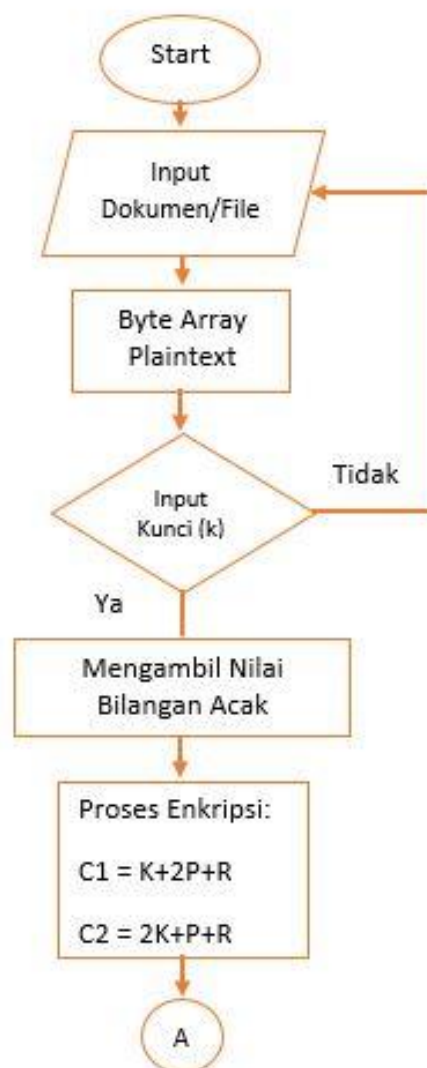 Start
Input
Dokumen/File
Byte Array
Plaintext
Input
Kunci (k)
Tidak
Ya
Mengambil Nilai
Bilangan Acak
Proses Enkripsi:
C1 = K+2P+R
C2 = 2K+P+R
A